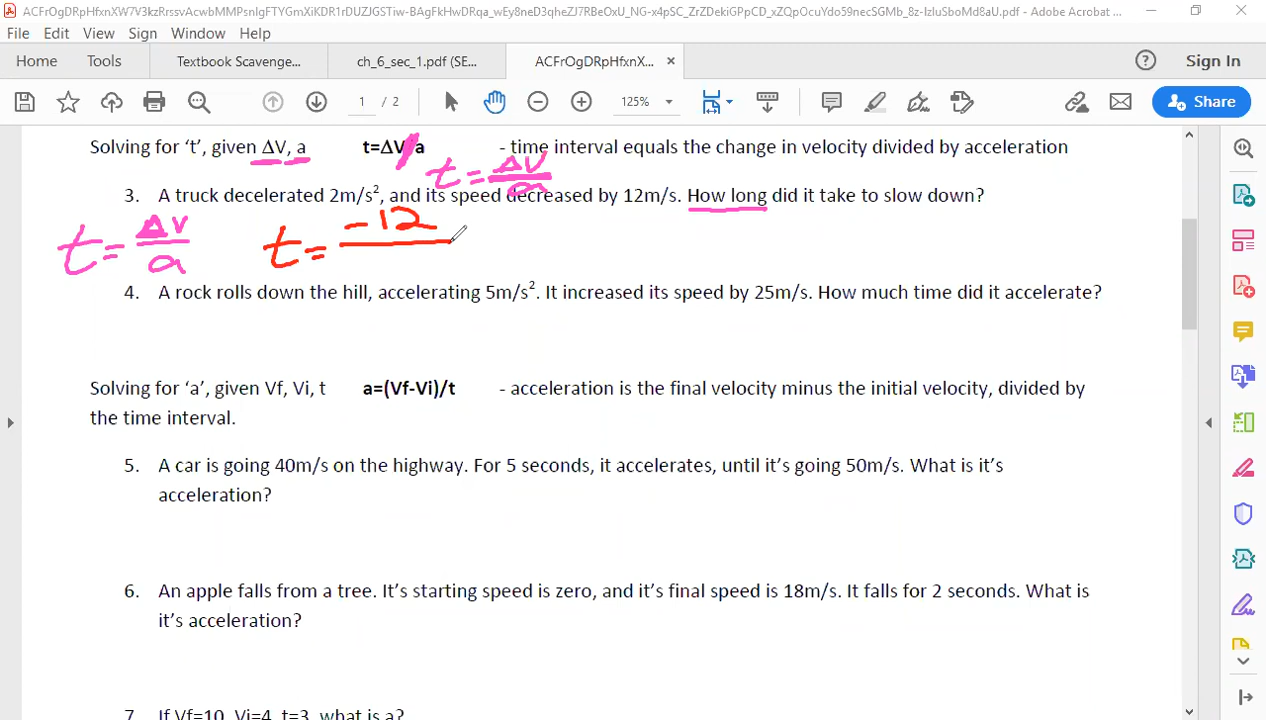 ACFrOgDRpHfxnXW7V3kzRrssvAcwbMMPsnIgFTYGmXiKDR1rDUZJGSTiw-BAgFkHwDRqa_wEy8neD3qheZJ7RBeOxU_NG-x4pSC_ZrZDekiGPpCD_xZQpOcuYdo59necSGMb_8z-IzluSboMd8aU.pdf - Adobe Acrobat ...
File Edit View Sign Window Help
Home Tools Textbook Scavenge... ch_6_sec_1.pdf (SE... ACFrOgDRpHfxnX... × Sign In
1 / 2 125% Share
Solving for ‘t’, given ΔV, a t=ΔV/a - time interval equals the change in velocity divided by acceleration
t = ΔV/a
3. A truck decelerated 2m/s², and its speed decreased by 12m/s. How long did it take to slow down?
t = ΔV/a t = -12
4. A rock rolls down the hill, accelerating 5m/s². It increased its speed by 25m/s. How much time did it accelerate?
Solving for ‘a’, given Vf, Vi, t a=(Vf-Vi)/t - acceleration is the final velocity minus the initial velocity, divided by
the time interval.
5. A car is going 40m/s on the highway. For 5 seconds, it accelerates, until it’s going 50m/s. What is it’s
acceleration?
6. An apple falls from a tree. It’s starting speed is zero, and it’s final speed is 18m/s. It falls for 2 seconds. What is
it’s acceleration?
7. If Vf=10, Vi=4, t=3, what is a?